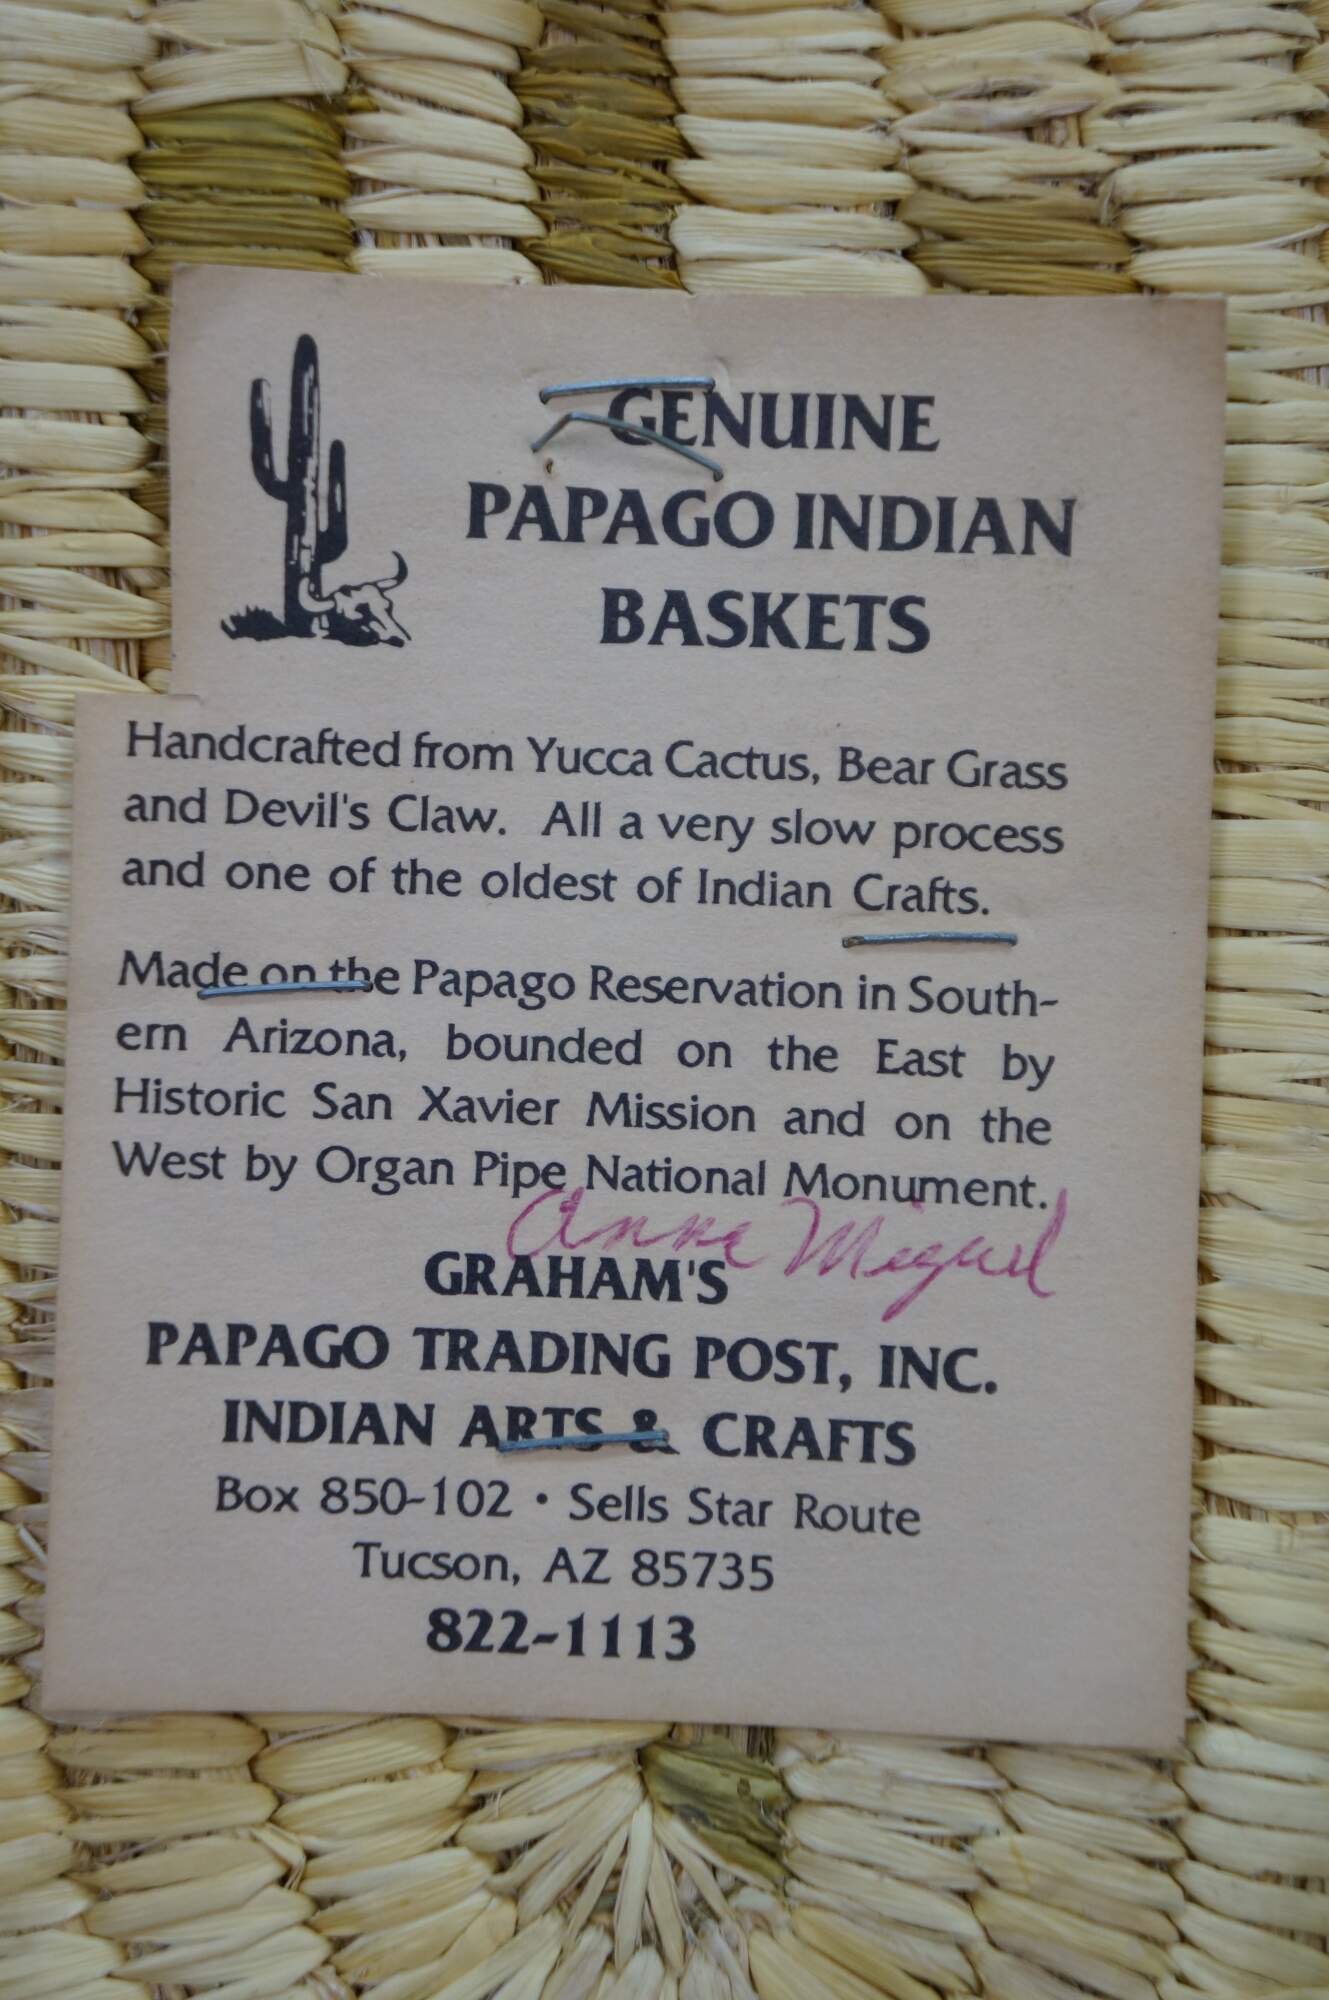 GENUINE
PAPAGO INDIAN
BASKETS
Handcrafted from Yucca Cactus, Bear Grass
and Devil's Claw. All a very slow process
and one of the oldest of Indian Crafts.
Made on the Papago Reservation in South-
ern Arizona, bounded on the East by
Historic San Xavier Mission and on the
West by Organ Pipe National Monument.
Anne Miguel
GRAHAM'S
PAPAGO TRADING POST, INC.
INDIAN ARTS & CRAFTS
Box 850-102 • Sells Star Route
Tucson, AZ 85735
822-1113